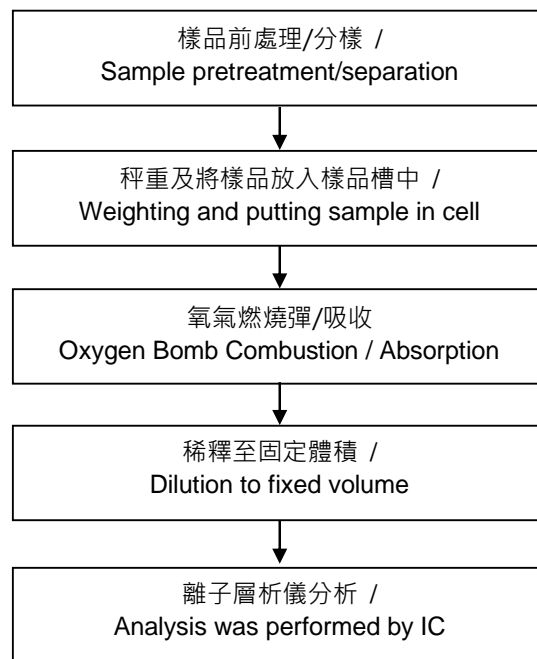 樣品前處理/分樣 /
Sample pretreatment/separation
秤重及將樣品放入樣品槽中 /
Weighting and putting sample in cell
氧氣燃燒彈/吸收
Oxygen Bomb Combustion / Absorption
稀釋至固定體積 /
Dilution to fixed volume
離子層析儀分析 /
Analysis was performed by IC